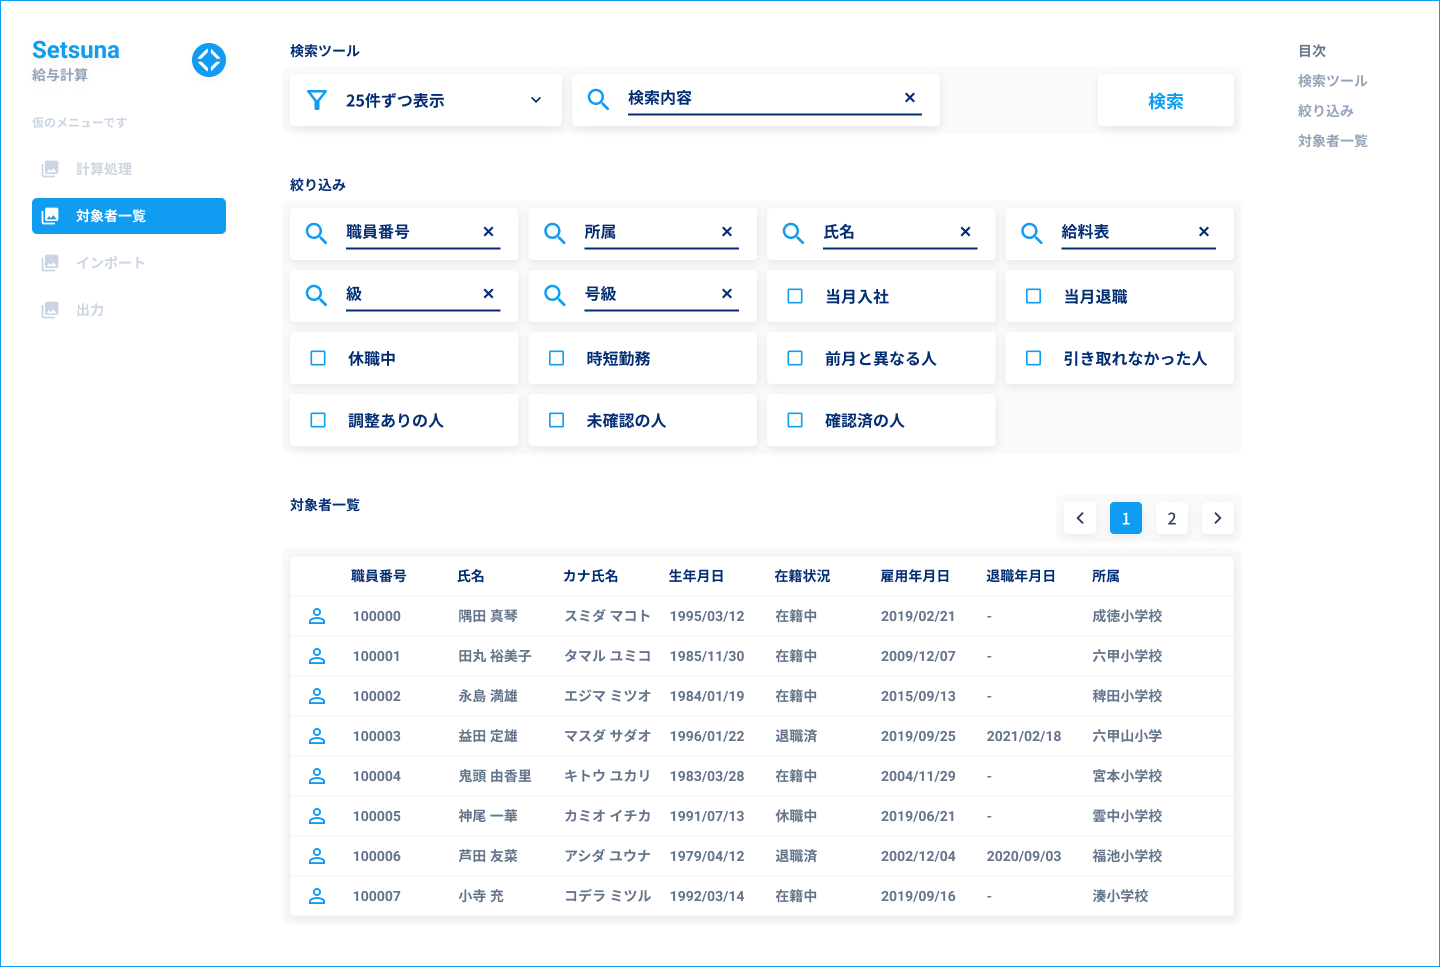 Setsuna
給与計算
仮のメニューです
計算処理
対象者一覧
インポート
出力
検索ツール
25件ずつ表示
検索内容
検索
絞り込み
職員番号 所属 氏名 給料表
級 号級 当月入社 当月退職
休職中 時短勤務 前月と異なる人 引き取れなかった人
調整ありの人 未確認の人 確認済の人
対象者一覧
1 2
職員番号 氏名 カナ氏名 生年月日 在籍状況 雇用年月日 退職年月日 所属
100000 隅田 真琴 スミダ マコト 1995/03/12 在籍中 2019/02/21 - 成徳小学校
100001 田丸 裕美子 タマル ユミコ 1985/11/30 在籍中 2009/12/07 - 六甲小学校
100002 永島 満雄 エジマ ミツオ 1984/01/19 在籍中 2015/09/13 - 稗田小学校
100003 益田 定雄 マスダ サダオ 1996/01/22 退職済 2019/09/25 2021/02/18 六甲山小学
100004 鬼頭 由香里 キトウ ユカリ 1983/03/28 在籍中 2004/11/29 - 宮本小学校
100005 神尾 一華 カミオ イチカ 1991/07/13 休職中 2019/06/21 - 雲中小学校
100006 芦田 友菜 アシダ ユウナ 1979/04/12 退職済 2002/12/04 2020/09/03 福池小学校
100007 小寺 充 コデラ ミツル 1992/03/14 在籍中 2019/09/16 - 湊小学校
目次
検索ツール
絞り込み
対象者一覧